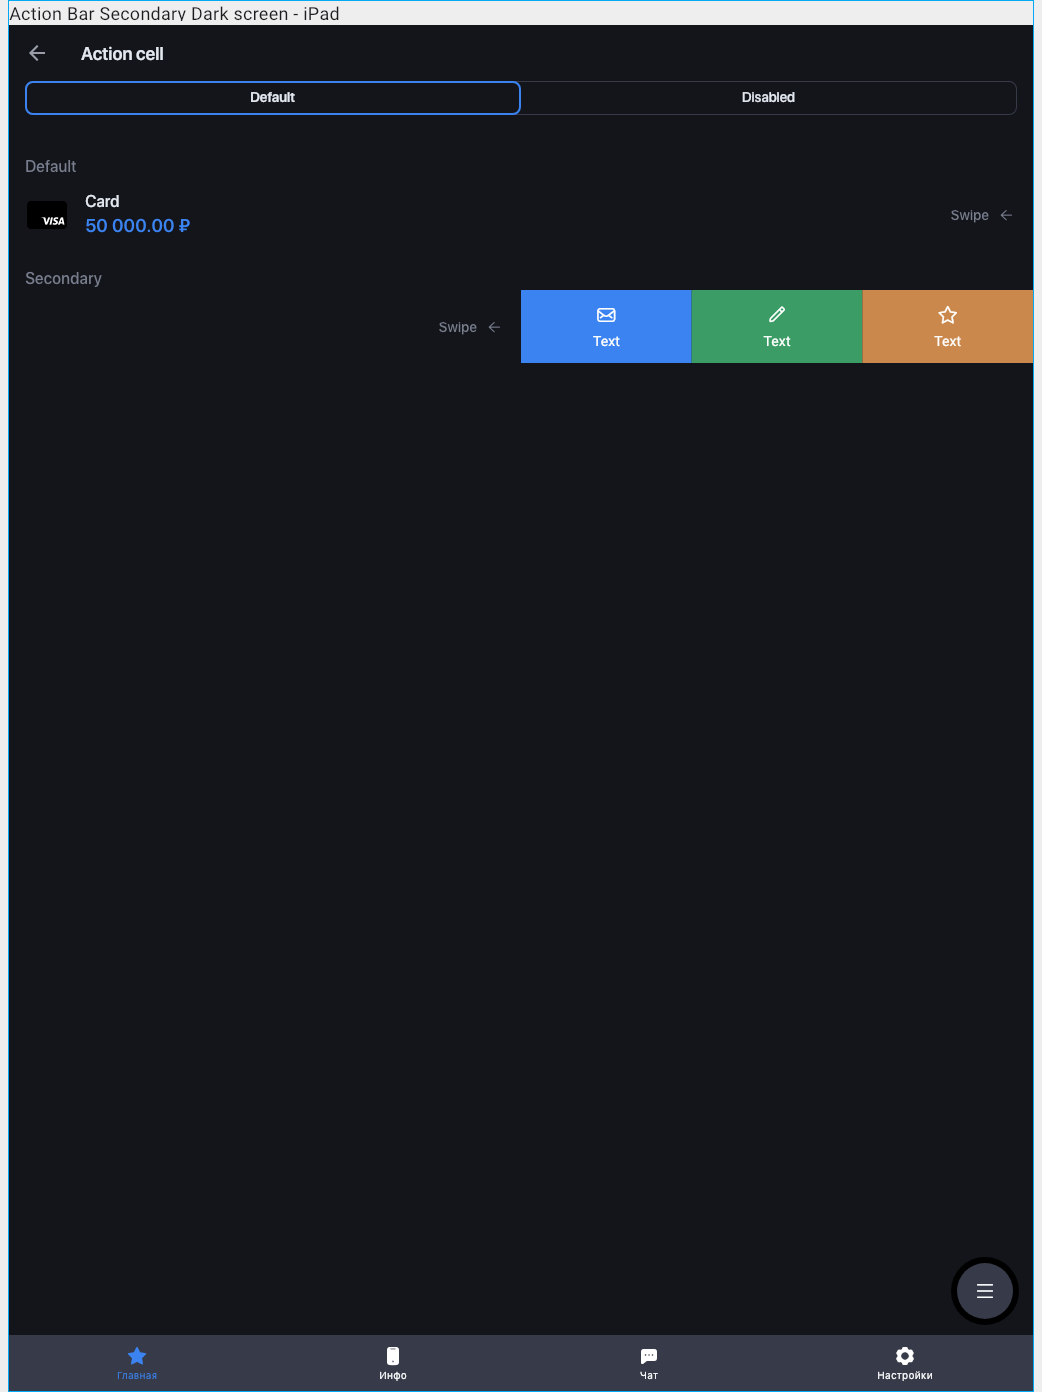 Action Bar Secondary Dark screen - iPad
Action cell
Default
Disabled
Default
Card
VISA
50 000.00 ₽
Swipe ←
Secondary
Swipe ←
Text
Text
Text
Главная
Инфо
Чат
Настройки